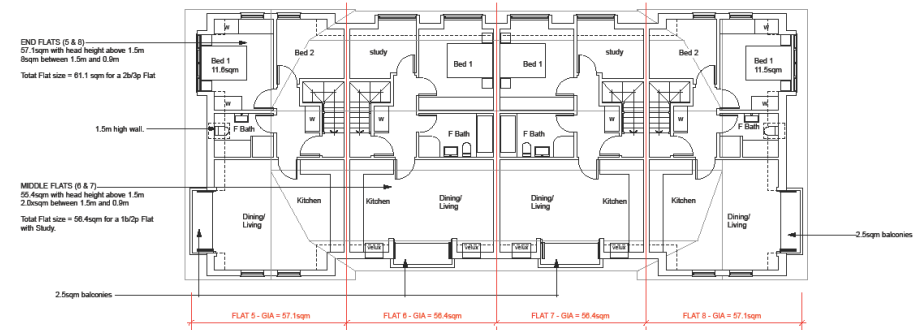 END FLATS (5 & 8)
57.1sqm with head height above 1.5m
8sqm between 1.5m and 0.9m
Totat Flat size = 61.1 sqm for a 2b/3p Flat
1.5m high wall.
MIDDLE FLATS (6 & 7)
55.4sqm with head height above 1.5m
2.0xsqm between 1.5m and 0.9m
Total Flat size = 56.4sqm for a 1b/2p Flat
with Study.
2.5sqm balconies
W
Bed 1
11.6sqm
W
Bed 2
F Bath
Kitchen
Dining/
Living
study
W
Bed 1
F Bath
Kitchen
Dining/
Living
Velux
Velux
Bed 1
study
W
F Bath
Dining/
Living
Kitchen
Velux
Velux
Bed 2
W
Bed 1
11.5sqm
W
W
F Bath
Kitchen
Dining/
Living
2.5sqm balconies
FLAT 5 - GIA = 57.1sqm
FLAT 6 - GIA = 56.4sqm
FLAT 7 - GIA = 56.4sqm
FLAT 8 - GIA = 57.1sqm